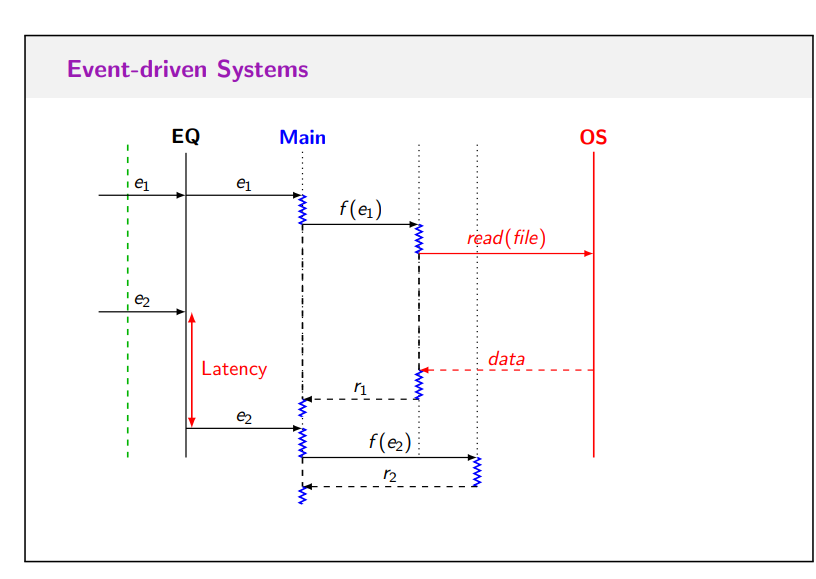 Event-driven Systems
EQ Main OS
e₁ e₁
f(e₁)
read(file)
e₂
data
Latency
r₁
e₂
f(e₂)
r₂